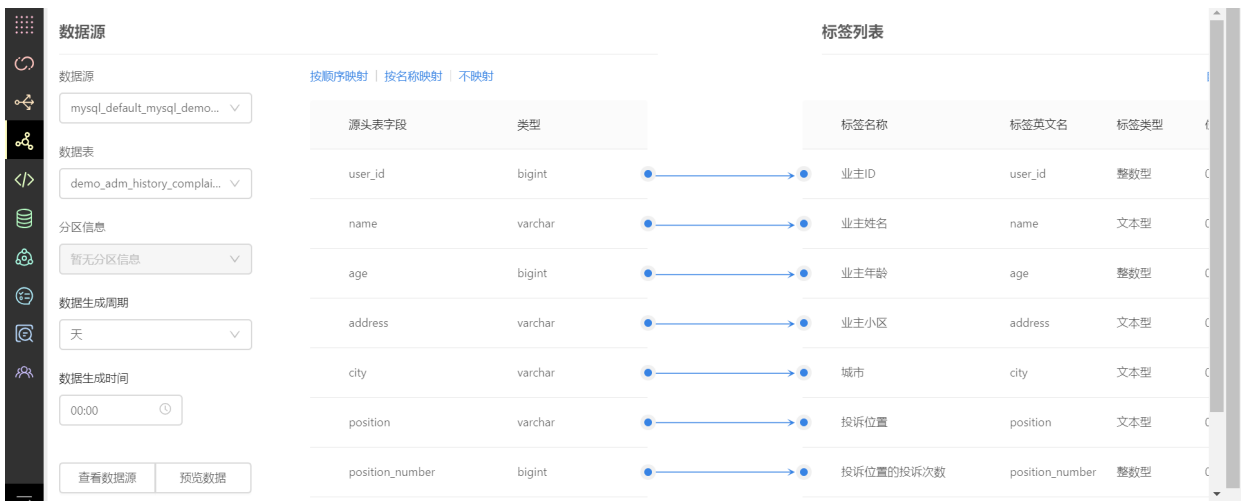 数据源
标签列表
数据源
按顺序映射 | 按名称映射 | 不映射
mysql_default_mysql_demo...
源头表字段 类型 标签名称 标签英文名 标签类型
数据表
demo_adm_history_complai...
user_id bigint 业主ID user_id 整数型
分区信息
name varchar 业主姓名 name 文本型
暂无分区信息
age bigint 业主年龄 age 整数型
数据生成周期
天
address varchar 业主小区 address 文本型
数据生成时间
city varchar 城市 city 文本型
00:00
position varchar 投诉位置 position 文本型
查看数据源 预览数据
position_number bigint 投诉位置的投诉次数 position_number 整数型